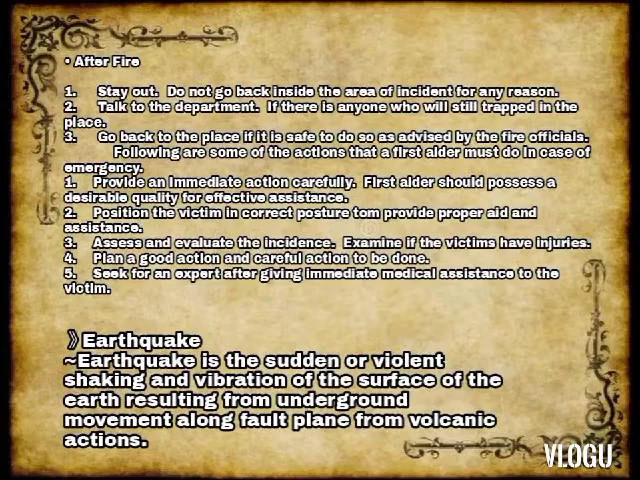 • After Fire
1. Stay out. Do not go back inside the area of incident for any reason.
2. Talk to the department. If there is anyone who will still trapped in the
place.
3. Go back to the place if it is safe to do so as advised by the fire officials.
Following are some of the actions that a first aider must do in case of
emergency.
1. Provide an immediate action carefully. First aider should possess a
desirable quality for effective assistance.
2. Position the victim in correct posture tom provide proper aid and
assistance.
3. Assess and evaluate the incidence. Examine if the victims have injuries.
4. Plan a good action and careful action to be done.
5. Seek for an expert after giving immediate medical assistance to the
victim.
》Earthquake
~Earthquake is the sudden or violent
shaking and vibration of the surface of the
earth resulting from underground
movement along fault plane from volcanic
actions.
VLOGU